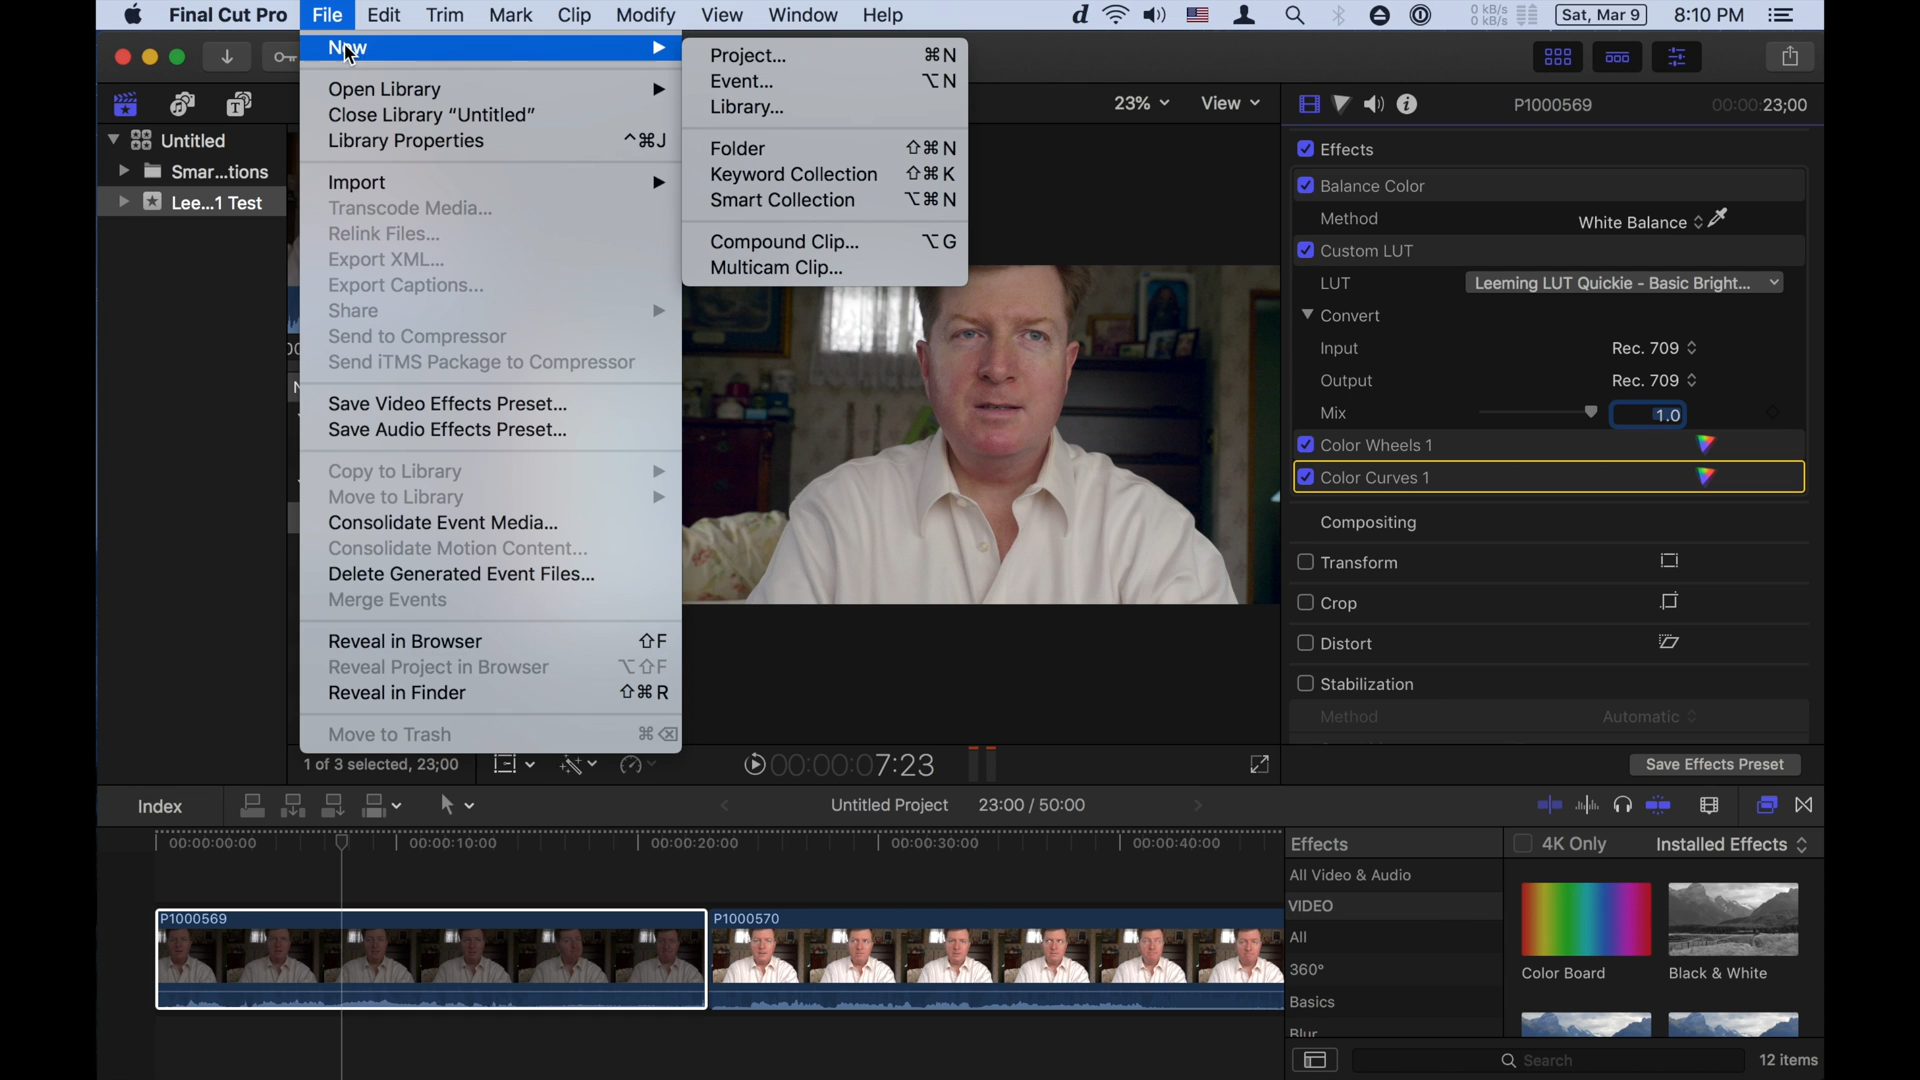 Final Cut Pro File Edit Trim Mark Clip Modify View Window Help d 0 kB/s 0 kB/s Sat, Mar 9 8:10 PM
New
Open Library
Close Library “Untitled”
Library Properties ^⌘J
Import
Transcode Media...
Relink Files...
Export XML...
Export Captions...
Share
Send to Compressor
Send iTMS Package to Compressor
Save Video Effects Preset...
Save Audio Effects Preset...
Copy to Library
Move to Library
Consolidate Event Media...
Consolidate Motion Content...
Delete Generated Event Files...
Merge Events
Reveal in Browser ⇧F
Reveal Project in Browser ⌥⇧F
Reveal in Finder ⇧⌘R
Move to Trash ⌘⌫
Project... ⌘N
Event... ⌥N
Library...
Folder ⇧⌘N
Keyword Collection ⇧⌘K
Smart Collection ⌥⌘N
Compound Clip... ⌥G
Multicam Clip...
Untitled
Smar...tions
Lee...1 Test
23% View
P1000569 00:00:23;00
Effects
Balance Color
Method White Balance
Custom LUT
LUT Leeming LUT Quickie - Basic Bright...
Convert
Input Rec. 709
Output Rec. 709
Mix 1.0
Color Wheels 1
Color Curves 1
Compositing
Transform
Crop
Distort
Stabilization
Method Automatic
Save Effects Preset
1 of 3 selected, 23;00
00:00:07:23
Index
Untitled Project 23:00 / 50:00
00:00:00:00 00:00:10:00 00:00:20:00 00:00:30:00 00:00:40:00
P1000569 P1000570
Effects 4K Only Installed Effects
All Video & Audio
VIDEO
All
360°
Basics
Blur
Color Board Black & White
Search 12 items